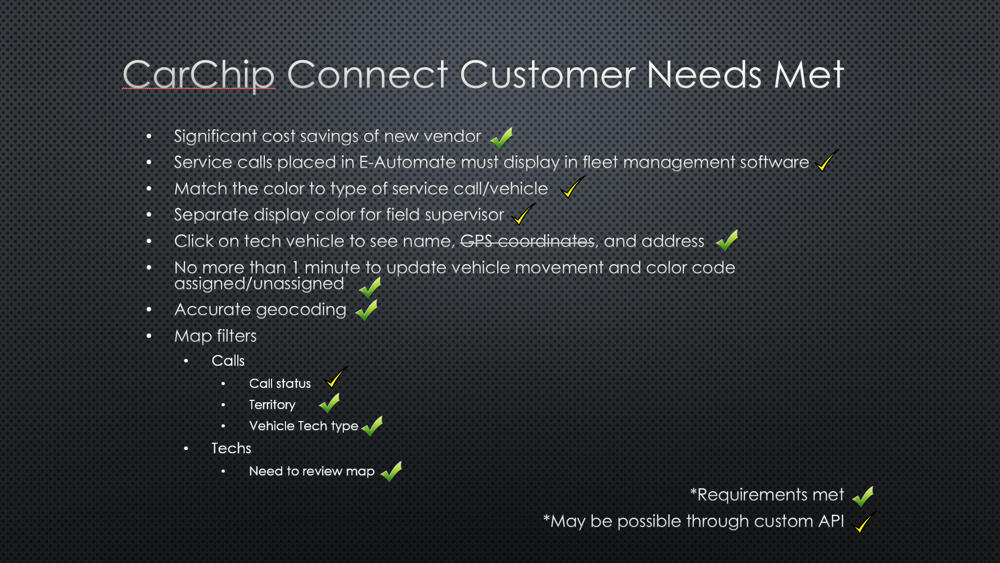 CarChip Connect Customer Needs Met
• Significant cost savings of new vendor
• Service calls placed in E-Automate must display in fleet management software
• Match the color to type of service call/vehicle
• Separate display color for field supervisor
• Click on tech vehicle to see name, GPS coordinates, and address
• No more than 1 minute to update vehicle movement and color code
assigned/unassigned
• Accurate geocoding
• Map filters
• Calls
• Call status
• Territory
• Vehicle Tech type
• Techs
• Need to review map
*Requirements met
*May be possible through custom API